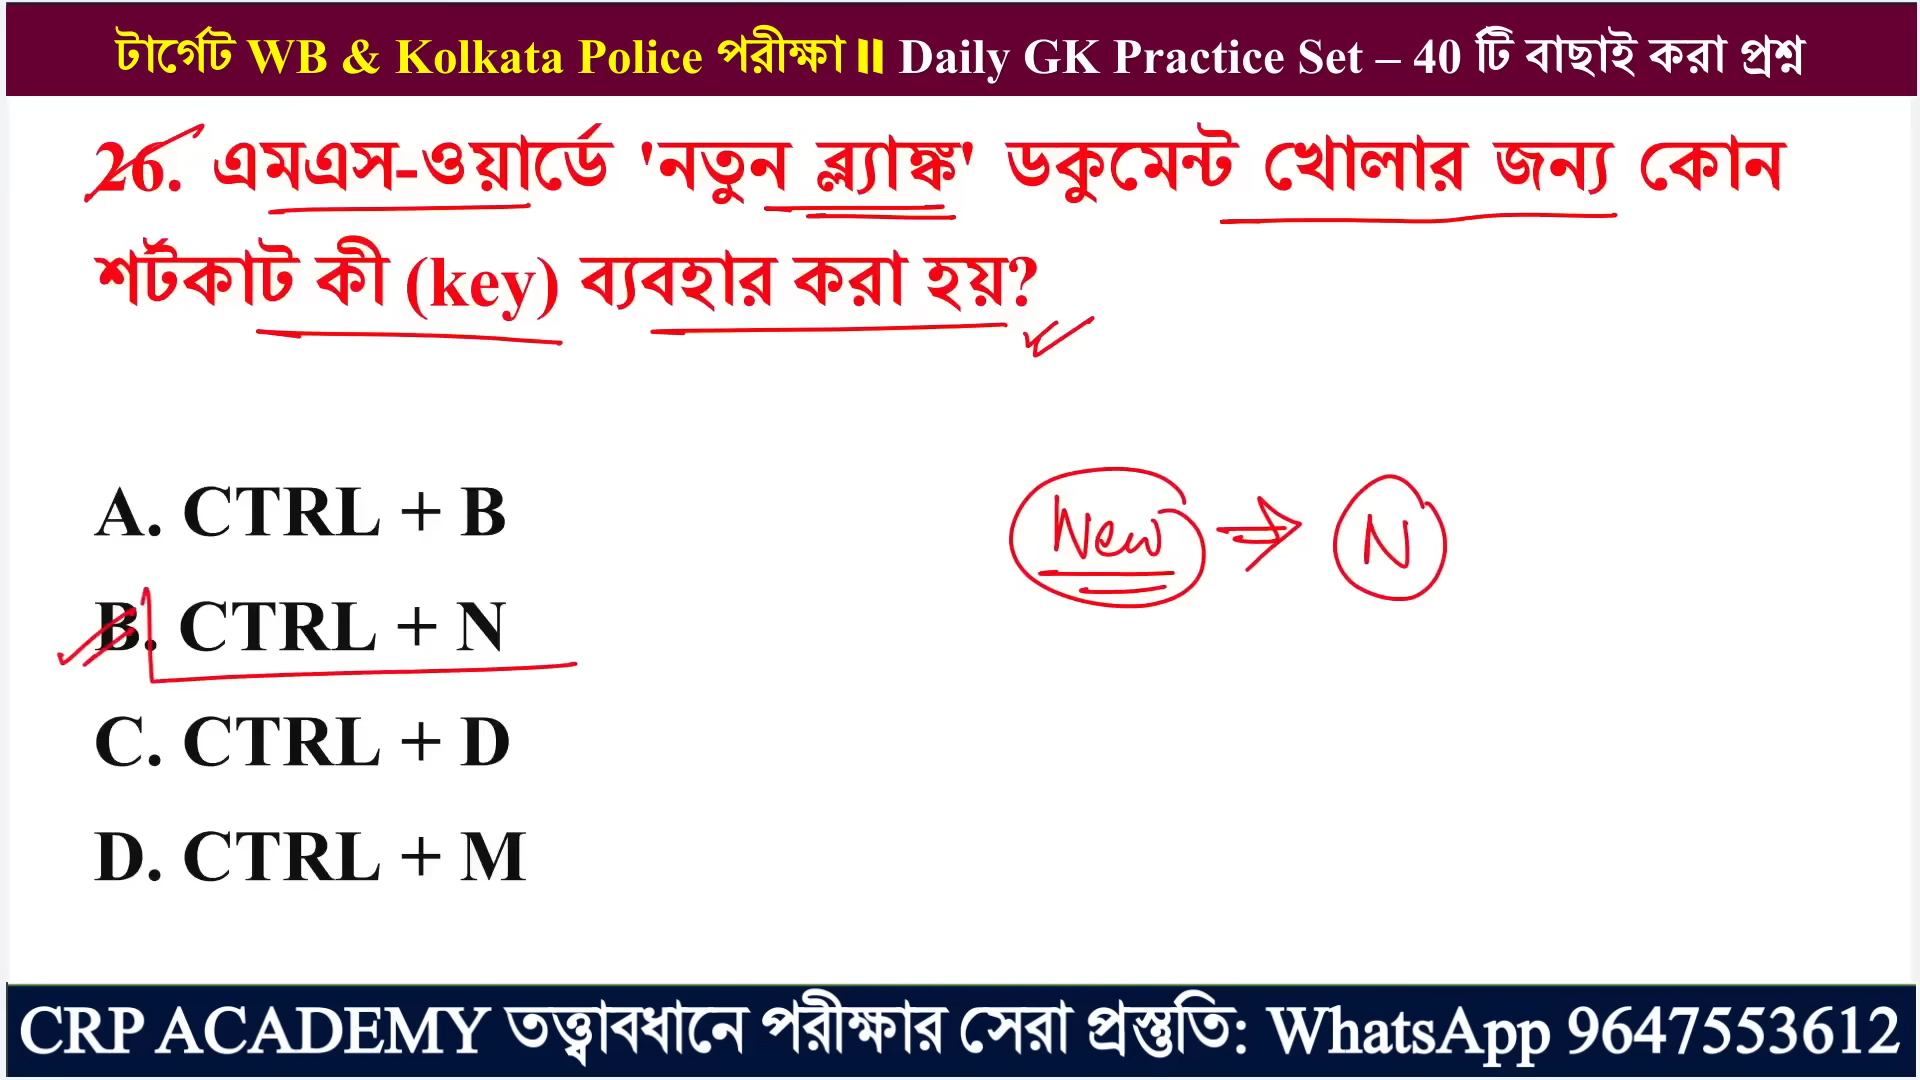 টার্গেট WB & Kolkata Police পরীক্ষা॥ Daily GK Practice Set – 40 টি বাছাই করা প্রশ্ন
26. এমএস-ওয়ার্ডে 'নতুন ব্ল্যাঙ্ক' ডকুমেন্ট খোলার জন্য কোন
শর্টকাট কী (key) ব্যবহার করা হয়?
A. CTRL + B
B. CTRL + N
C. CTRL + D
D. CTRL + M
New → N
CRP ACADEMY তত্ত্বাবধানে পরীক্ষার সেরা প্রস্তুতি: WhatsApp 9647553612